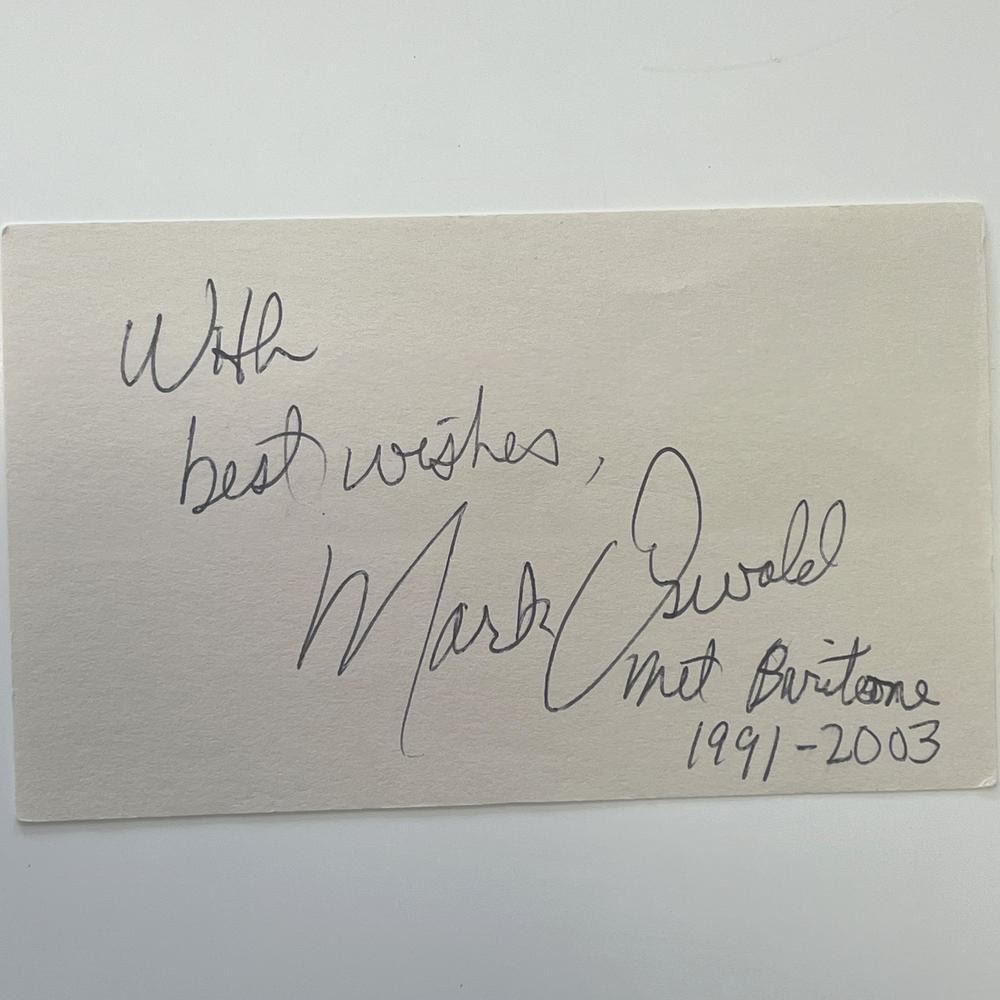 With
best wishes,
Mark Oswald
Met Baritone
1991-2003